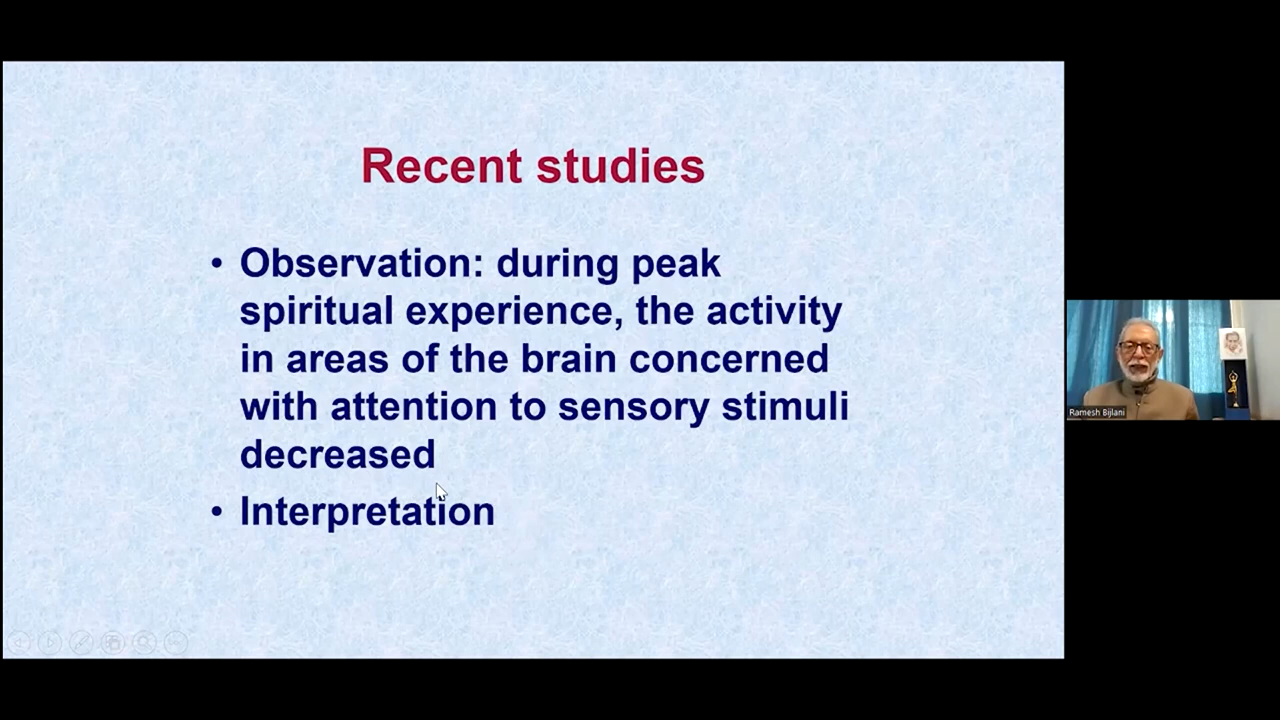 Recent studies
• Observation: during peak
spiritual experience, the activity
in areas of the brain concerned
with attention to sensory stimuli
decreased
• Interpretation
Ramesh Bijlani